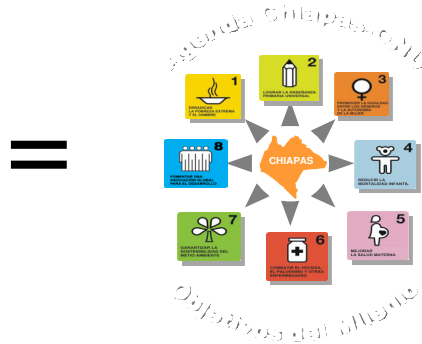 Agenda Chiapas-ONU
1
ERRADICAR
LA POBREZA EXTREMA
Y EL HAMBRE
2
LOGRAR LA ENSEÑANZA
PRIMARIA UNIVERSAL
3
PROMOVER LA IGUALDAD
ENTRE LOS GÉNEROS
Y LA AUTONOMÍA
DE LA MUJER
8
FOMENTAR UNA
ASOCIACIÓN GLOBAL
PARA EL DESARROLLO
CHIAPAS
4
REDUCIR LA
MORTALIDAD INFANTIL
7
GARANTIZAR LA
SOSTENIBILIDAD DEL
MEDIO AMBIENTE
6
COMBATIR EL VIH/SIDA,
EL PALUDISMO Y OTRAS
ENFERMEDADES
5
MEJORAR
LA SALUD MATERNA
Objetivos del Milenio